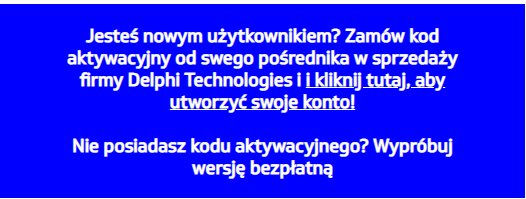 Jesteś nowym użytkownikiem? Zamów kod
aktywacyjny od swego pośrednika w sprzedaży
firmy Delphi Technologies i i kliknij tutaj, aby
utworzyć swoje konto!
Nie posiadasz kodu aktywacyjnego? Wypróbuj
wersję bezpłatną